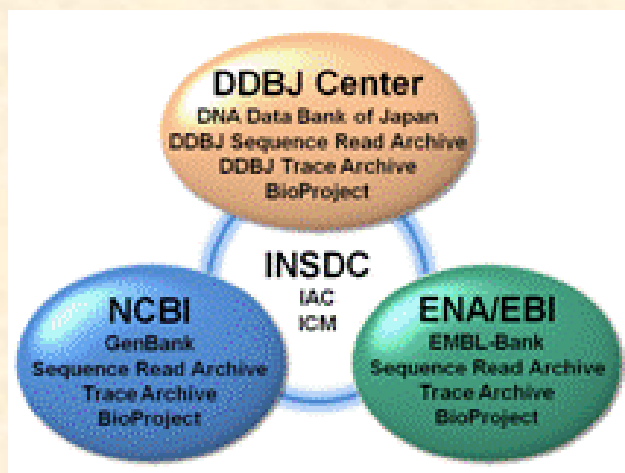 DDBJ Center
DNA Data Bank of Japan
DDBJ Sequence Read Archive
DDBJ Trace Archive
BioProject
INSDC
IAC
ICM
NCBI
GenBank
Sequence Read Archive
Trace Archive
BioProject
ENA/EBI
EMBL-Bank
Sequence Read Archive
Trace Archive
BioProject